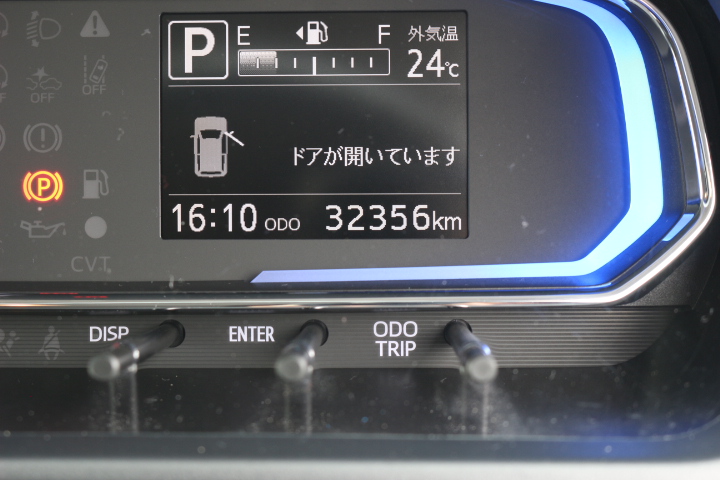 P
E F 外気温
24℃
ドアが開いています
16:10 ODO 32356km
OFF
OFF
P
CVT
DISP ENTER ODO
TRIP